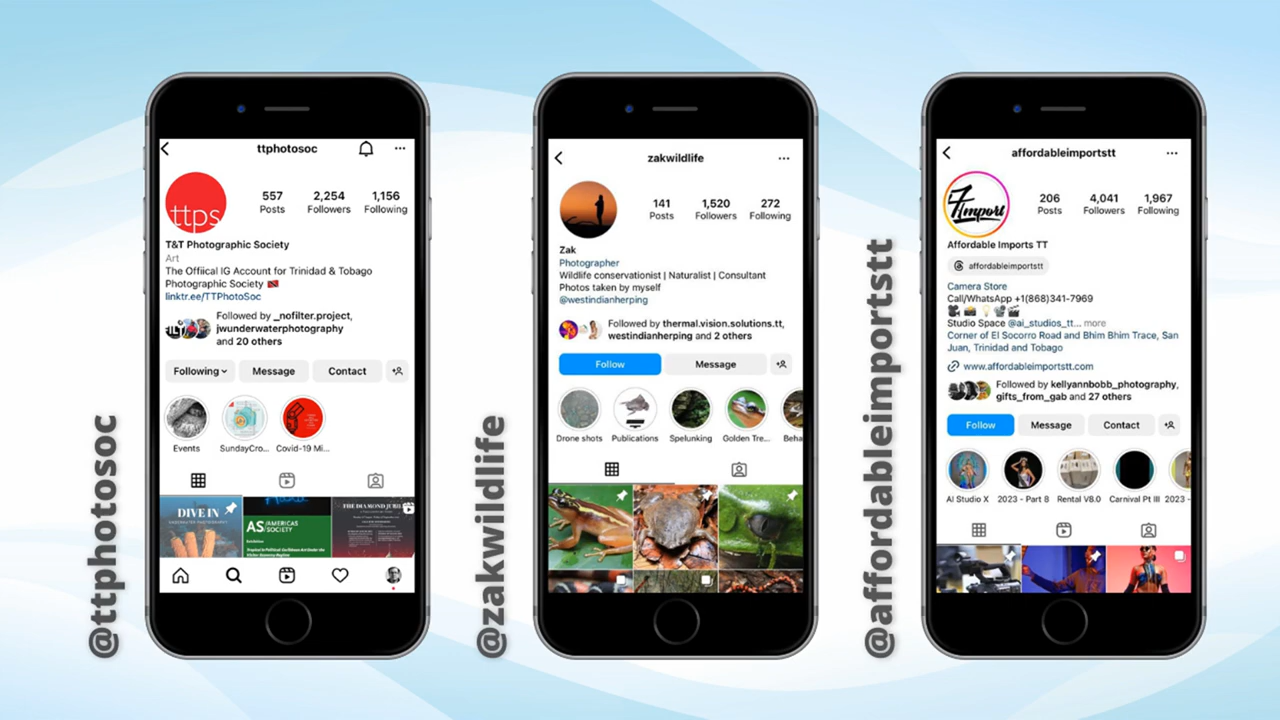 @ttphotosoc
ttphotosoc
ttps
557 2,254 1,156
Posts Followers Following
T&T Photographic Society
Art
The Offiical IG Account for Trinidad & Tobago
Photographic Society
linktr.ee/TTPhotoSoc
Followed by _nofilter.project,
jwunderwaterphotography
and 20 others
Following Message Contact
Events SundayCro... Covid-19 Mi...
DIVE IN
AS/AMERICAS
SOCIETY
THE DIAMOND JUBIL
@zakwildlife
zakwildlife
141 1,520 272
Posts Followers Following
Zak
Photographer
Wildlife conservationist | Naturalist | Consultant
Photos taken by myself
@westindianherping
Followed by thermal.vision.solutions.tt,
westindianherping and 2 others
Follow Message
Drone shots Publications Spelunking Golden Tre... Beha
@affordableimportstt
affordableimportstt
7Import
206 4,041 1,967
Posts Followers Following
Affordable Imports TT
affordableimportstt
Camera Store
Call/WhatsApp +1(868)341-7969
Studio Space @ai_studios_tt... more
Corner of El Socorro Road and Bhim Bhim Trace, San
Juan, Trinidad and Tobago
www.affordableimportstt.com
Followed by kellyannbobb_photography,
gifts_from_gab and 27 others
Follow Message Contact
AI Studio X 2023 - Part 8 Rental V8.0 Carnival Pt III 2023 -